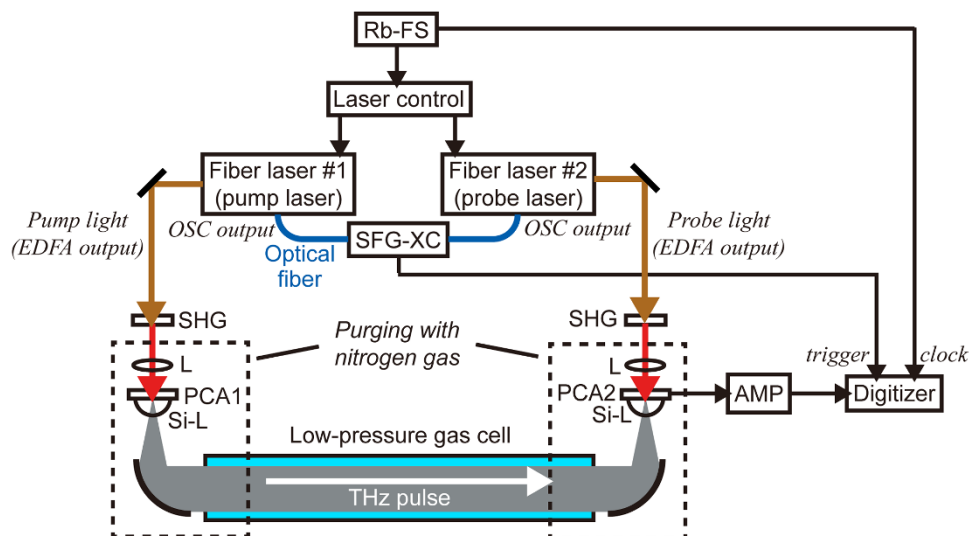 Rb-FS
Laser control
Fiber laser #1
(pump laser)
Fiber laser #2
(probe laser)
Pump light
(EDFA output)
OSC output
SFG-XC
OSC output
Probe light
(EDFA output)
Optical
fiber
SHG
Purging with
nitrogen gas
SHG
trigger
clock
L
L
PCA1
Si-L
PCA2
Si-L
AMP
Digitizer
Low-pressure gas cell
THz pulse